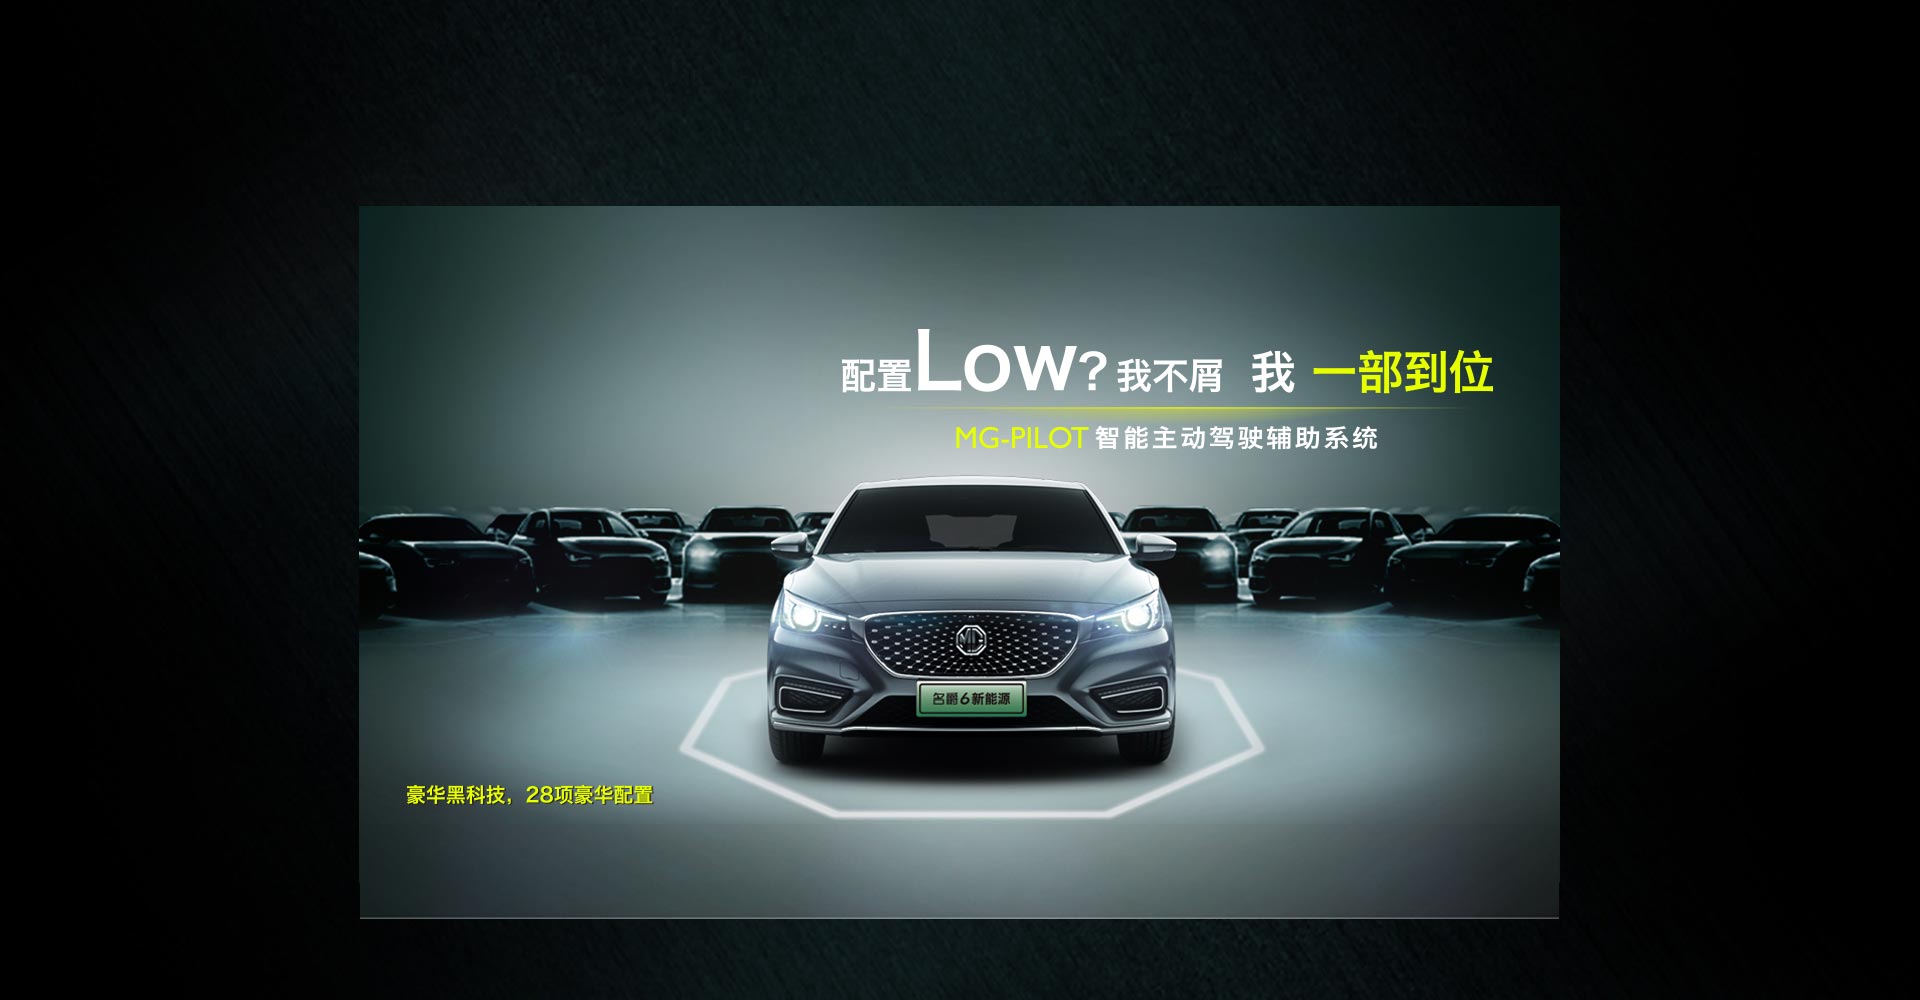 配置Low?我不屑 我 一部到位
MG-PILOT 智能主动驾驶辅助系统
MG
名爵6新能源
豪华黑科技，28项豪华配置